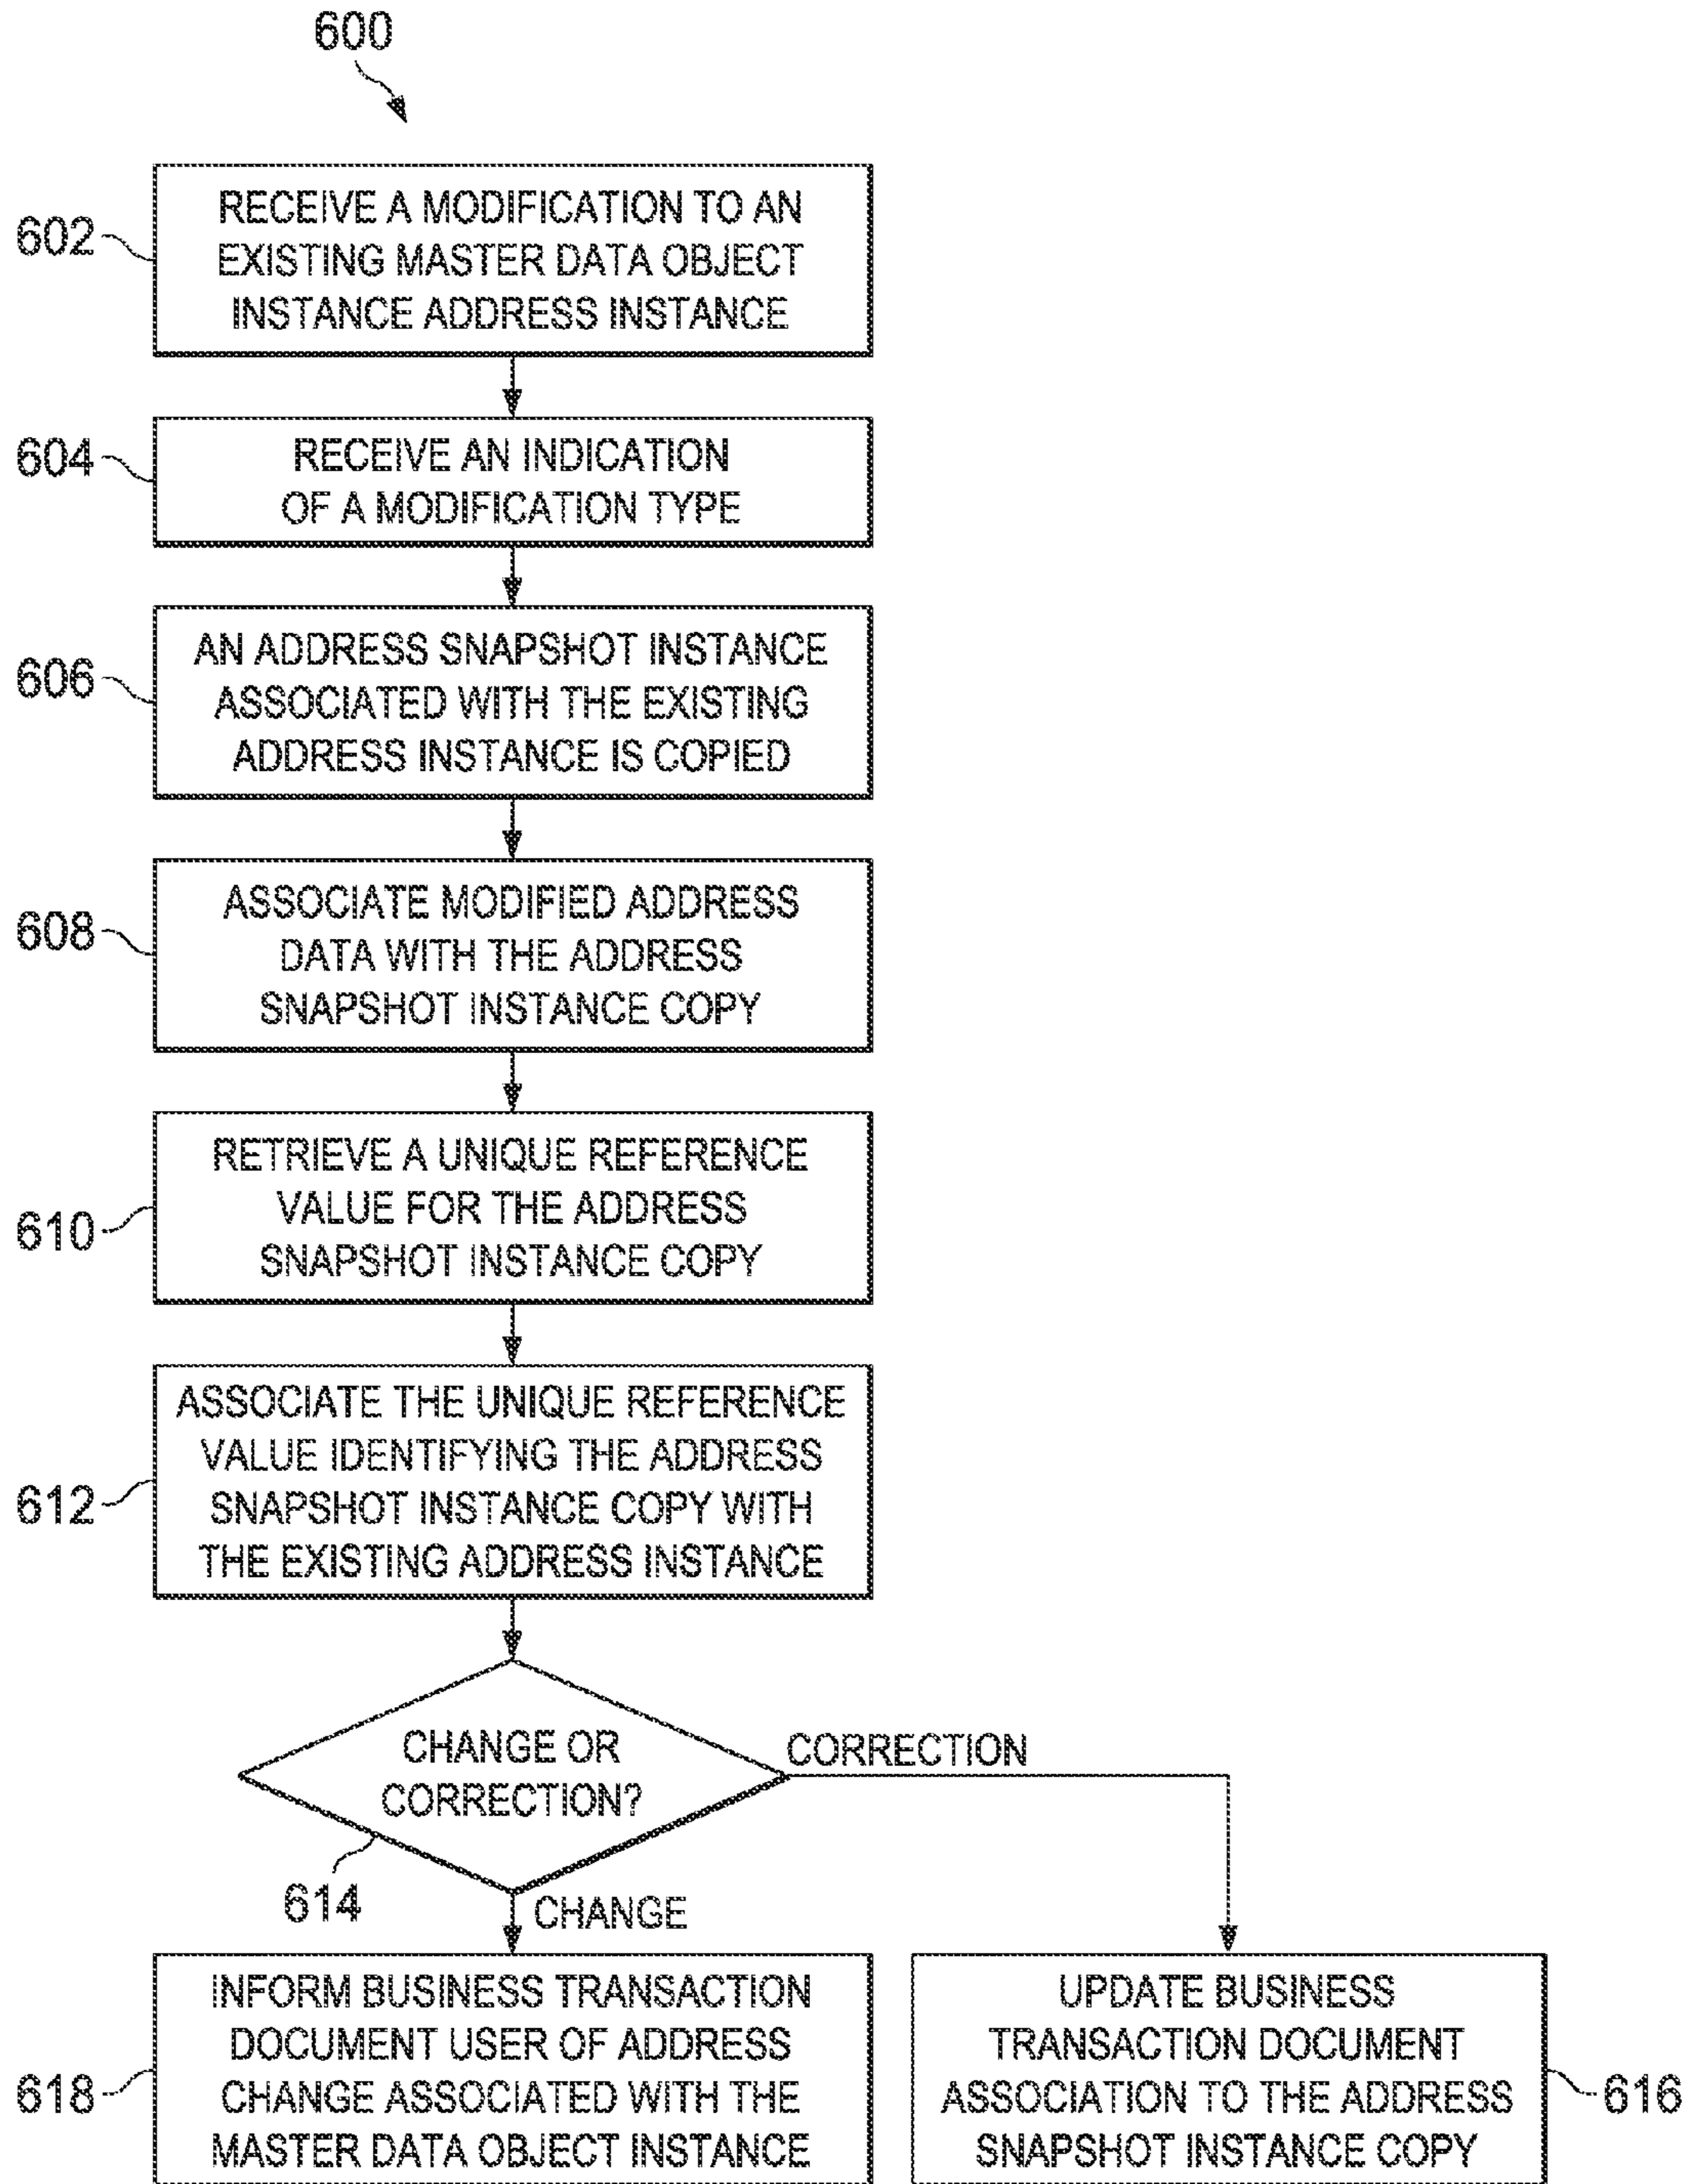 600
602
RECEIVE A MODIFICATION TO AN
EXISTING MASTER DATA OBJECT
INSTANCE ADDRESS INSTANCE
604
RECEIVE AN INDICATION
OF A MODIFICATION TYPE
606
AN ADDRESS SNAPSHOT INSTANCE
ASSOCIATED WITH THE EXISTING
ADDRESS INSTANCE IS COPIED
608
ASSOCIATE MODIFIED ADDRESS
DATA WITH THE ADDRESS
SNAPSHOT INSTANCE COPY
610
RETRIEVE A UNIQUE REFERENCE
VALUE FOR THE ADDRESS
SNAPSHOT INSTANCE COPY
612
ASSOCIATE THE UNIQUE REFERENCE
VALUE IDENTIFYING THE ADDRESS
SNAPSHOT INSTANCE COPY WITH
THE EXISTING ADDRESS INSTANCE
CHANGE OR
CORRECTION?
CORRECTION
614
CHANGE
618
INFORM BUSINESS TRANSACTION
DOCUMENT USER OF ADDRESS
CHANGE ASSOCIATED WITH THE
MASTER DATA OBJECT INSTANCE
UPDATE BUSINESS
TRANSACTION DOCUMENT
ASSOCIATION TO THE ADDRESS
SNAPSHOT INSTANCE COPY
616